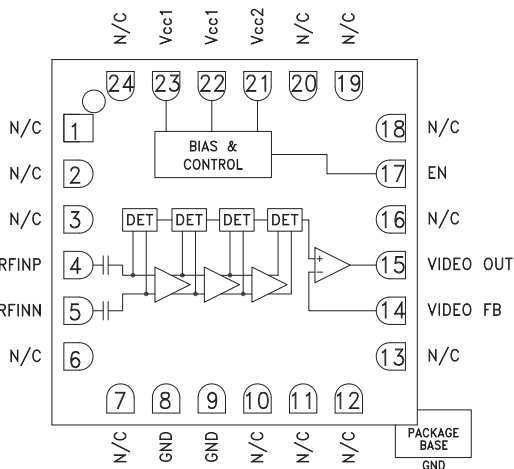 N/C Vcc1 Vcc1 Vcc2 N/C N/C
24 23 22 21 20 19
N/C 1 18 N/C
BIAS &
CONTROL
N/C 2 17 EN
N/C 3 16 N/C
DET DET DET DET
RFINP 4 + 15 VIDEO OUT
−
RFINN 5 14 VIDEO FB
N/C 6 13 N/C
7 8 9 10 11 12
N/C GND GND N/C N/C N/C
PACKAGE
BASE
GND